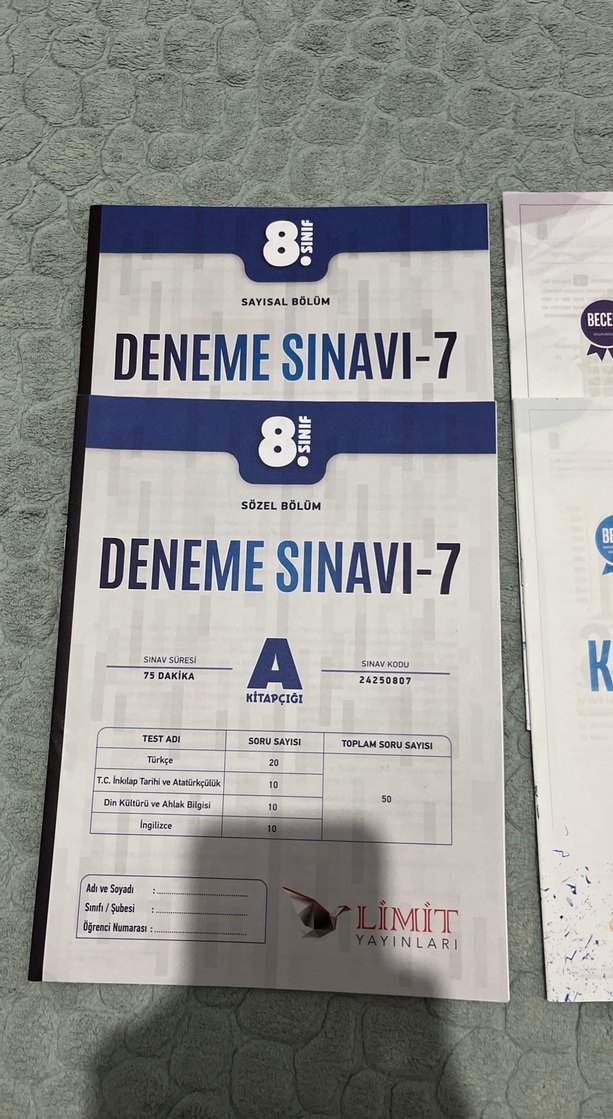 8. SINIF
SAYISAL BÖLÜM
DENEME SINAVI-7
8. SINIF
SÖZEL BÖLÜM
DENEME SINAVI-7
SINAV SÜRESİ
75 DAKİKA
A
KİTAPÇIĞI
SINAV KODU
24250807
TEST ADI SORU SAYISI TOPLAM SORU SAYISI
Türkçe 20
T.C. İnkılap Tarihi ve Atatürkçülük 10
Din Kültürü ve Ahlak Bilgisi 10
İngilizce 10
50
Adı ve Soyadı :
Sınıfı / Şubesi :
Öğrenci Numarası :
LİMİT
YAYINLARI
BECE
BE
K